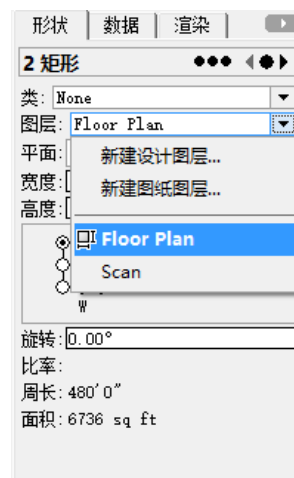 形状 数据 渲染
2 矩形
类: None
图层: Floor Plan
平面:
新建设计图层...
宽度:
新建图纸图层...
高度:
Floor Plan
Scan
W
旋转: 0.00°
比率:
周长: 480'0"
面积: 6736 sq ft